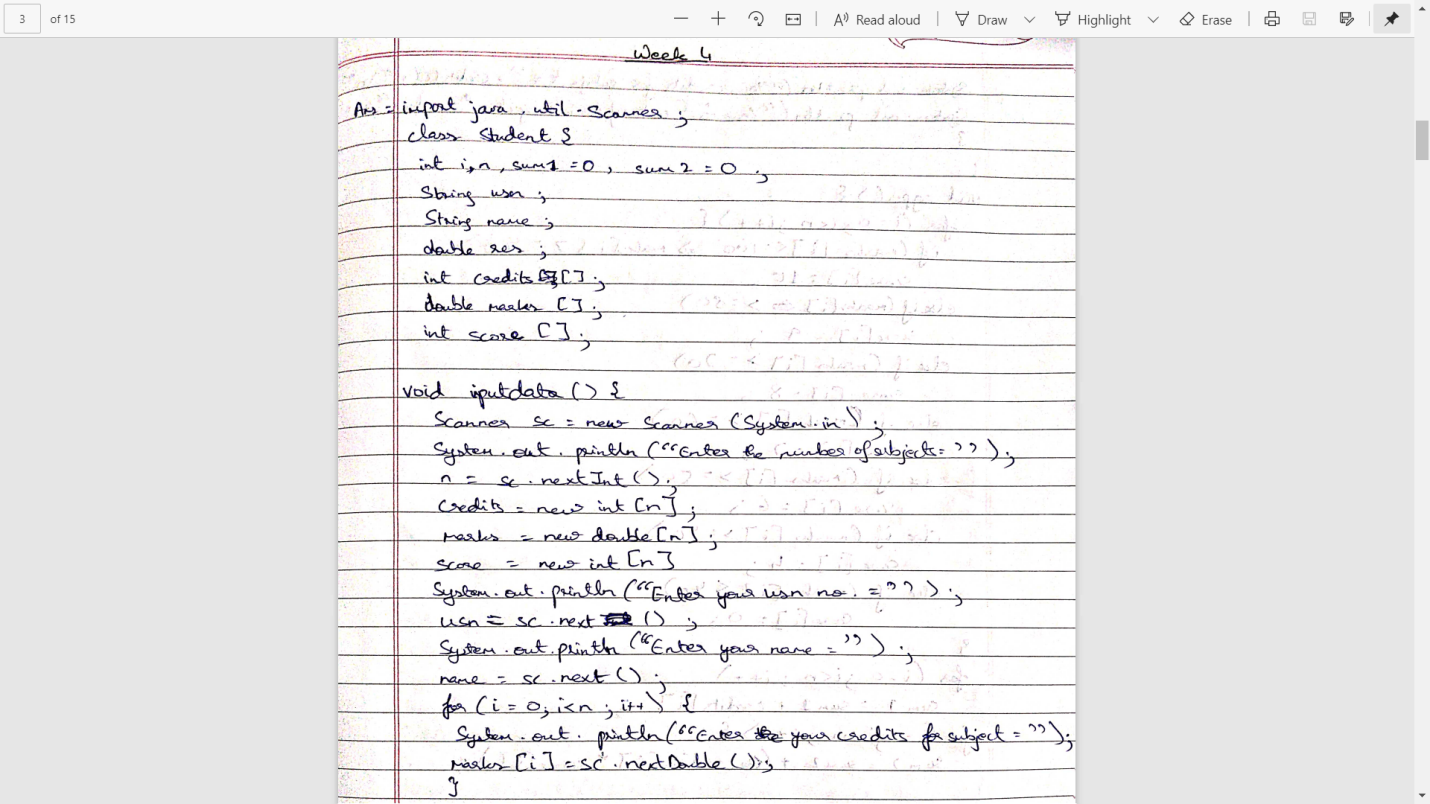 3 of 15 Read aloud Draw Highlight Erase
Week 4
Ans = import java . util . Scanner ;
class Student {
int i,n , sum1 = 0 , sum 2 = 0 ;
String user ;
String name ;
double res ;
int credits [] ;
double marks [] ;
int score [] ;
void inputdata () {
Scanner sc = new Scanner (System.in) ;
System.out.println (“Enter the number of subjects= ”) ;
n = sc.nextInt () ;
credits = new int [n] ;
marks = new double [n] ;
score = new int [n]
System.out.println (“Enter your usn no. = ”) ;
usn = sc.next () ;
System.out.println (“Enter your name = ”) ;
name = sc.next () ;
for (i = 0; i<n ; i++) {
System.out.println (“Enter your credits for subject = ”) ;
marks [i] = sc.nextDouble () ;
}